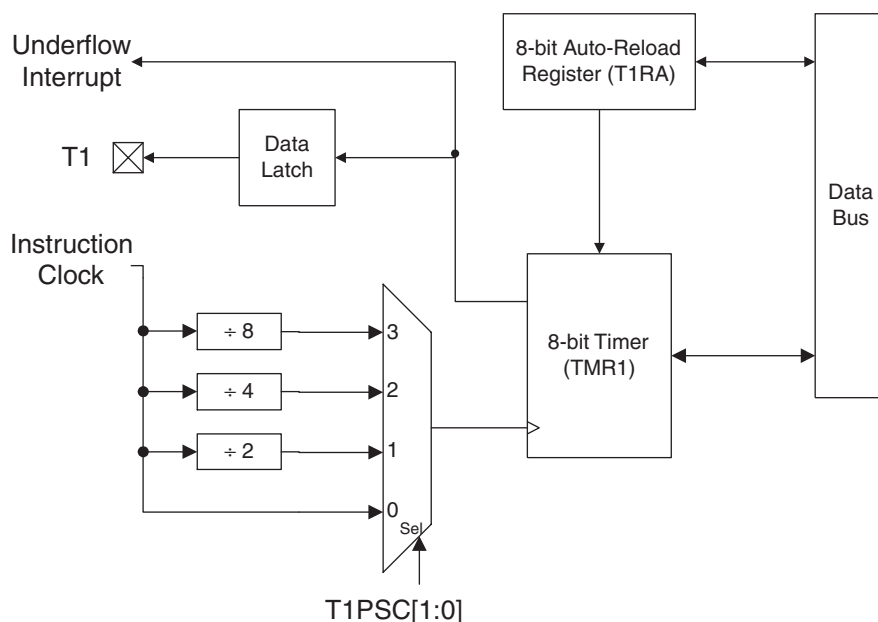 Underflow
Interrupt
8-bit Auto-Reload
Register (T1RA)
T1
Data
Latch
Data
Bus
Instruction
Clock
÷ 8
3
8-bit Timer
(TMR1)
÷ 4
2
÷ 2
1
0
Sel
T1PSC[1:0]